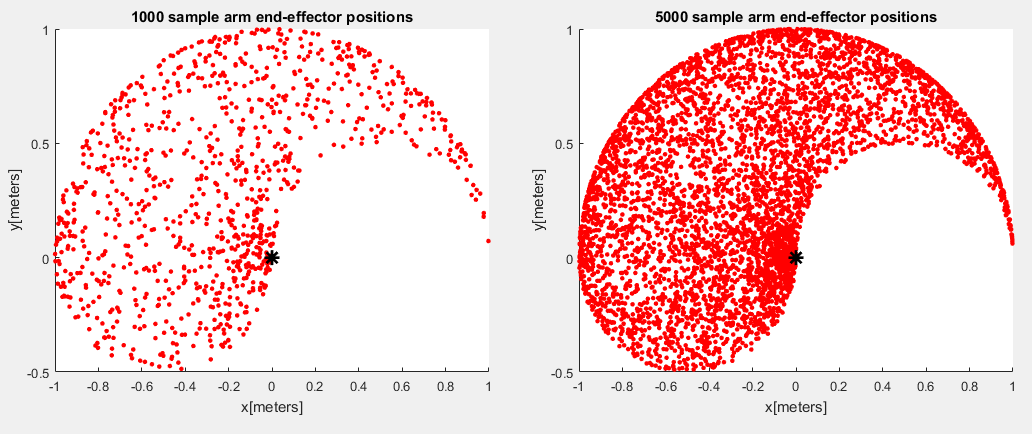 1000 sample arm end-effector positions
1
0.5
0
-0.5
y[meters]
-1 -0.8 -0.6 -0.4 -0.2 0 0.2 0.4 0.6 0.8 1
x[meters]
5000 sample arm end-effector positions
1
0.5
0
-0.5
y[meters]
-1 -0.8 -0.6 -0.4 -0.2 0 0.2 0.4 0.6 0.8 1
x[meters]